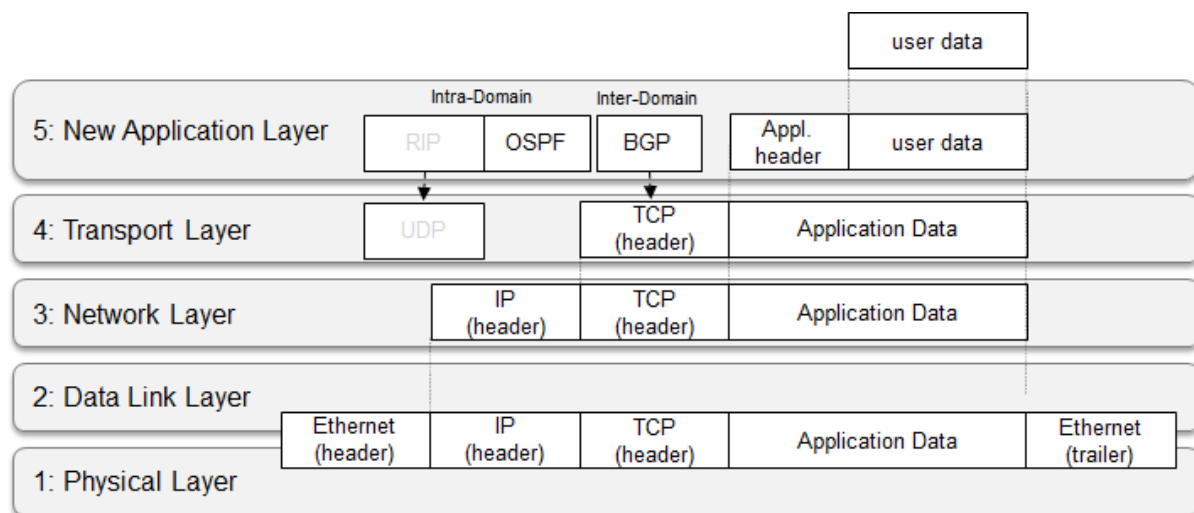 user data
Intra-Domain
Inter-Domain
5: New Application Layer
RIP
OSPF
BGP
Appl.
header
user data
4: Transport Layer
UDP
TCP
(header)
Application Data
3: Network Layer
IP
(header)
TCP
(header)
Application Data
2: Data Link Layer
Ethernet
(header)
IP
(header)
TCP
(header)
Application Data
Ethernet
(trailer)
1: Physical Layer